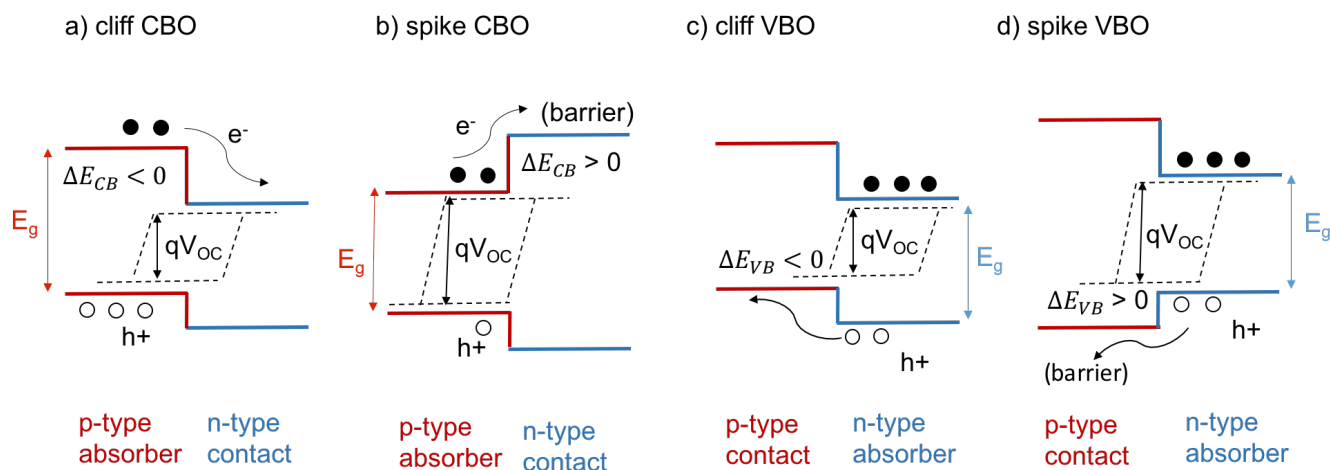 a) cliff CBO
e-
ΔE_CB < 0
E_g
qV_OC
h+
p-type
absorber
n-type
contact
b) spike CBO
(barrier)
e-
ΔE_CB > 0
E_g
qV_OC
h+
p-type
absorber
n-type
contact
c) cliff VBO
qV_OC
ΔE_VB < 0
E_g
h+
p-type
contact
n-type
absorber
d) spike VBO
qV_OC
E_g
ΔE_VB > 0
h+
(barrier)
p-type
contact
n-type
absorber